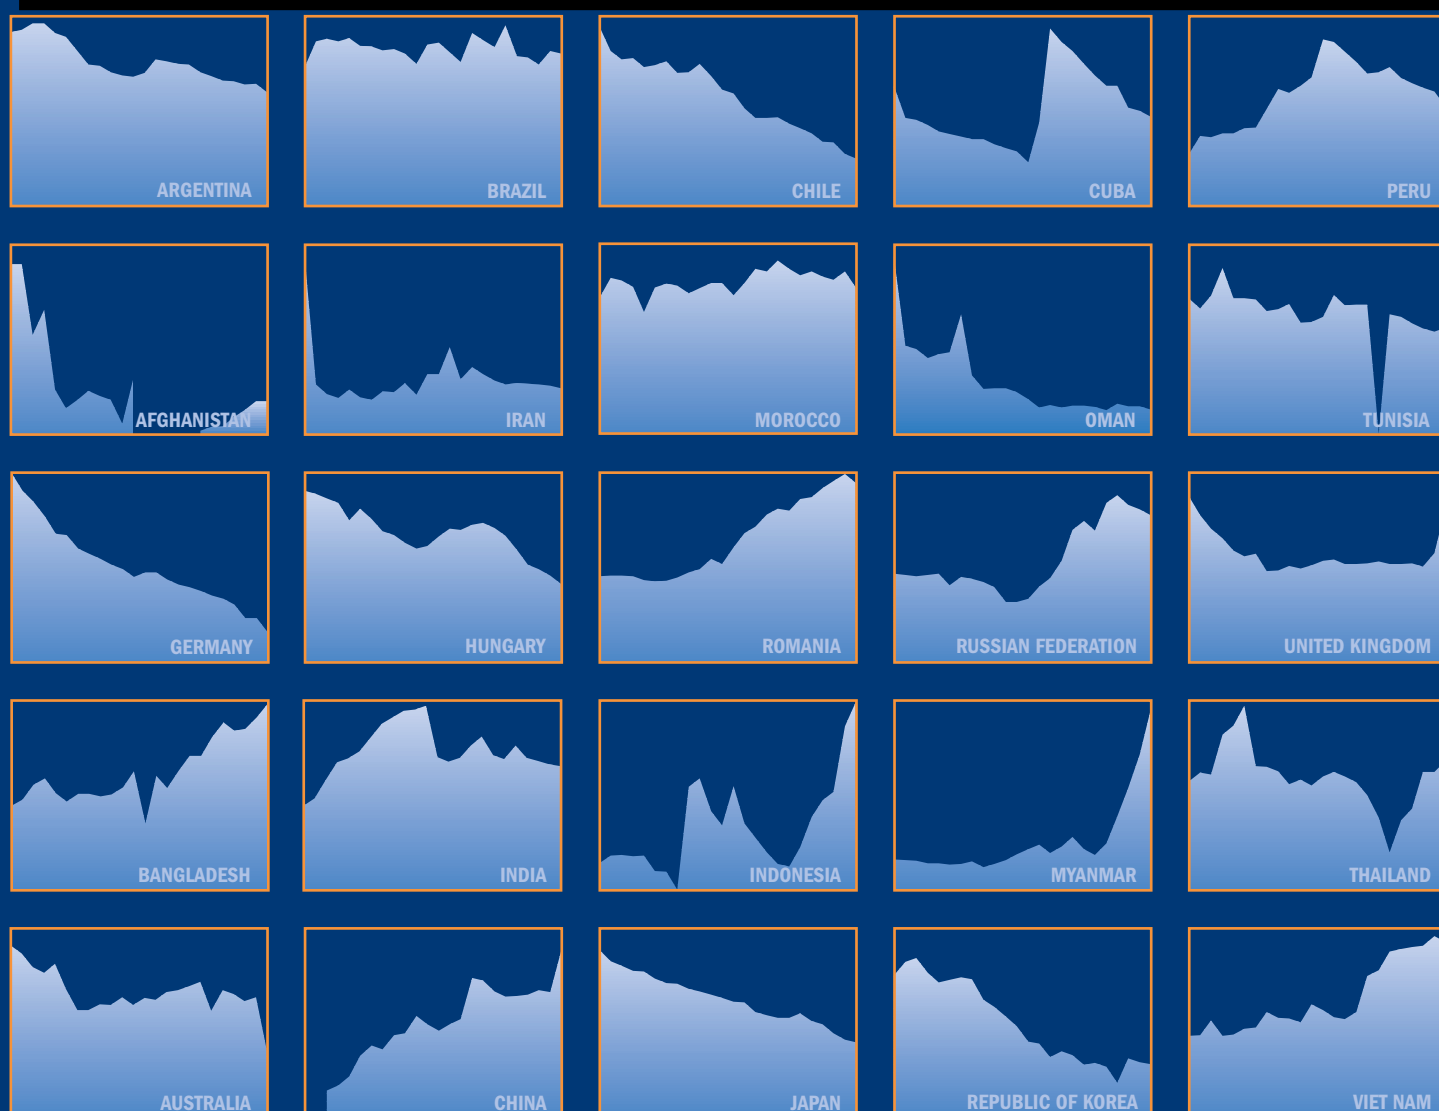 ARGENTINA
BRAZIL
CHILE
CUBA
PERU
AFGHANISTAN
IRAN
MOROCCO
OMAN
TUNISIA
GERMANY
HUNGARY
ROMANIA
RUSSIAN FEDERATION
UNITED KINGDOM
BANGLADESH
INDIA
INDONESIA
MYANMAR
THAILAND
AUSTRALIA
CHINA
JAPAN
REPUBLIC OF KOREA
VIET NAM